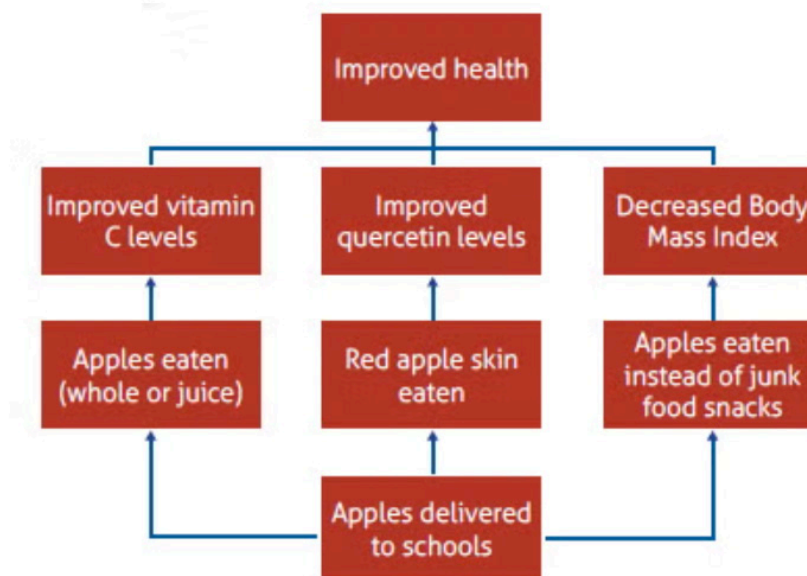 Improved health
Improved vitamin
C levels
Improved
quercetin levels
Decreased Body
Mass Index
Apples eaten
(whole or juice)
Red apple skin
eaten
Apples eaten
instead of junk
food snacks
Apples delivered
to schools